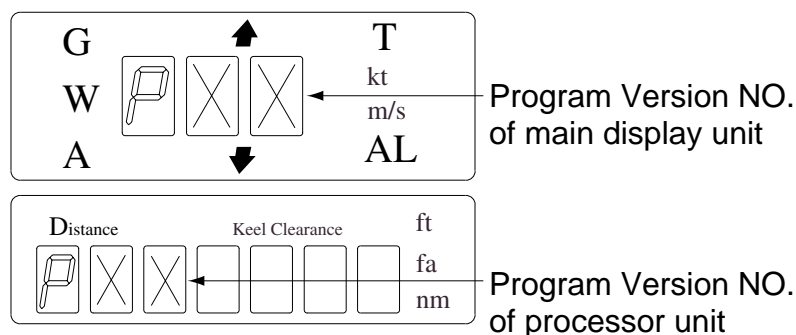 G T
P X X kt
W m/s
A AL
Program Version NO.
of main display unit
Distance Keel Clearance ft
P X X fa
nm
Program Version NO.
of processor unit